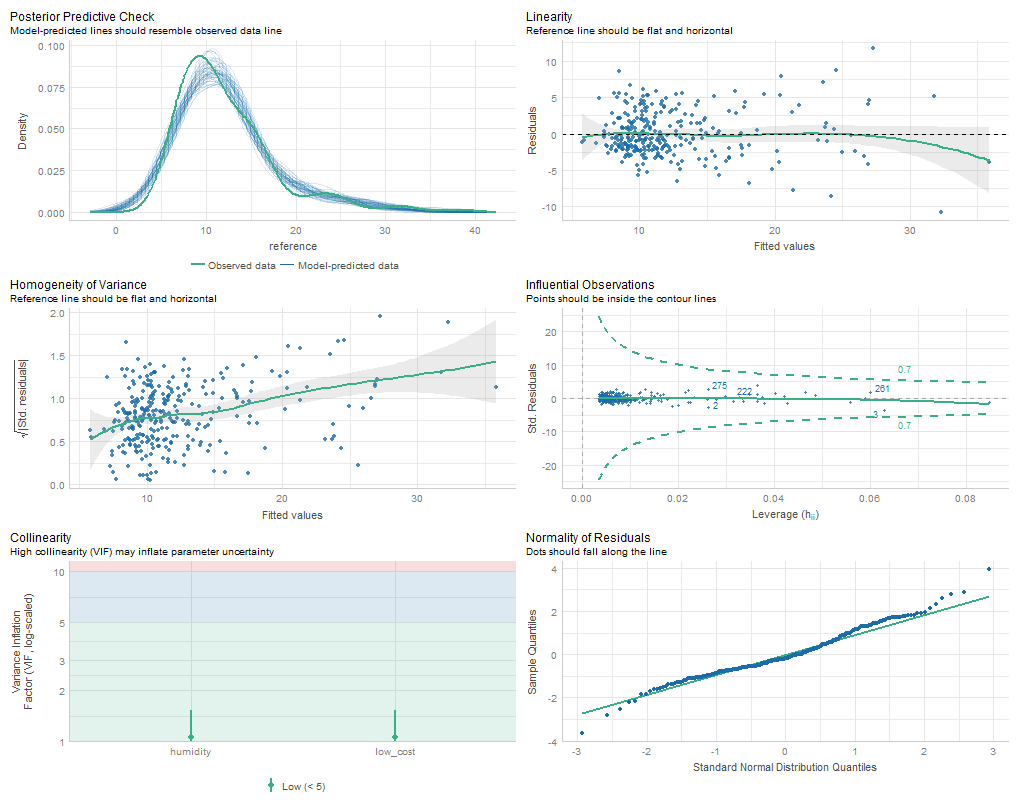 Posterior Predictive Check
Model-predicted lines should resemble observed data line
Density
0.100
0.075
0.050
0.025
0.000
0
10
20
30
40
reference
Observed data
Model-predicted data
Linearity
Reference line should be flat and horizontal
Residuals
10
5
0
-5
-10
10
20
30
Fitted values
Homogeneity of Variance
Reference line should be flat and horizontal
√|Std. residuals|
2.0
1.5
1.0
0.5
0.0
10
20
30
Fitted values
Influential Observations
Points should be inside the contour lines
Std. Residuals
20
10
0
-10
-20
0.7
275
222
261
2
3
0.7
0.00
0.02
0.04
0.06
0.08
Leverage (hii)
Collinearity
High collinearity (VIF) may inflate parameter uncertainty
Variance Inflation
Factor (VIF, log-scaled)
10
5
3
2
1
humidity
low_cost
Low (< 5)
Normality of Residuals
Dots should fall along the line
Sample Quantiles
4
2
0
-2
-4
-3
-2
-1
0
1
2
3
Standard Normal Distribution Quantiles